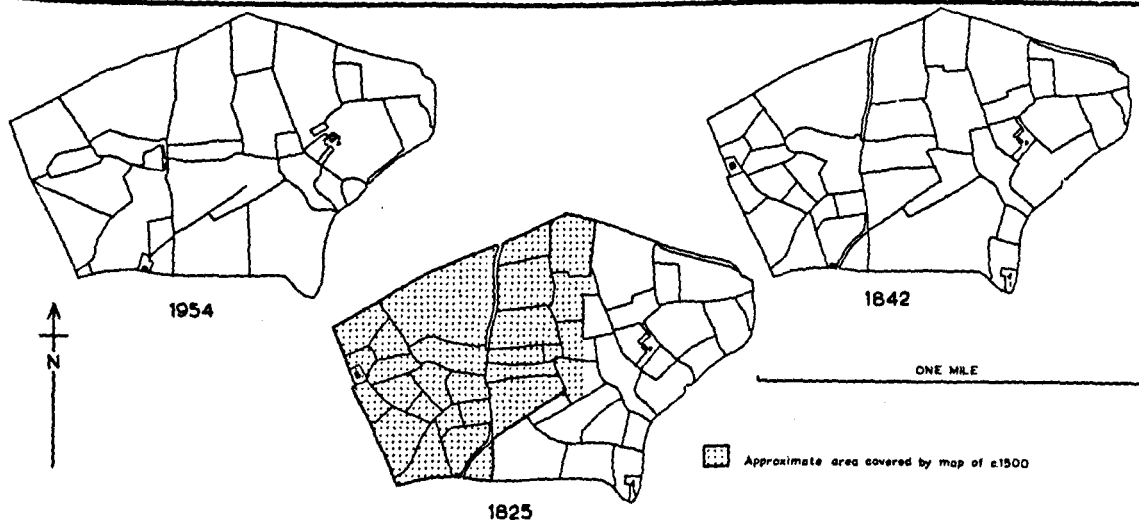 1954
1842
N
ONE MILE
Approximate area covered by map of c.1500
1825